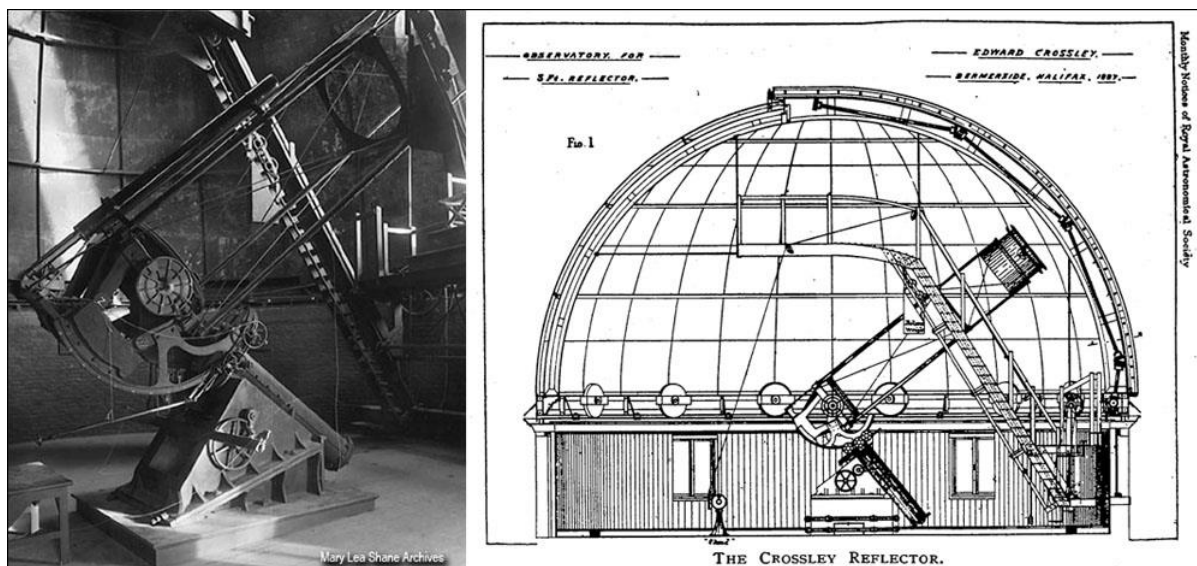 Mary Lea Shane Archives
OBSERVATORY FOR
3 Ft. REFLECTOR.
EDWARD CROSSLEY.
BERMERSIDE, HALIFAX, 1887.
FIG. 1
THE CROSSLEY REFLECTOR.
Monthly Notices of Royal Astronomical Society